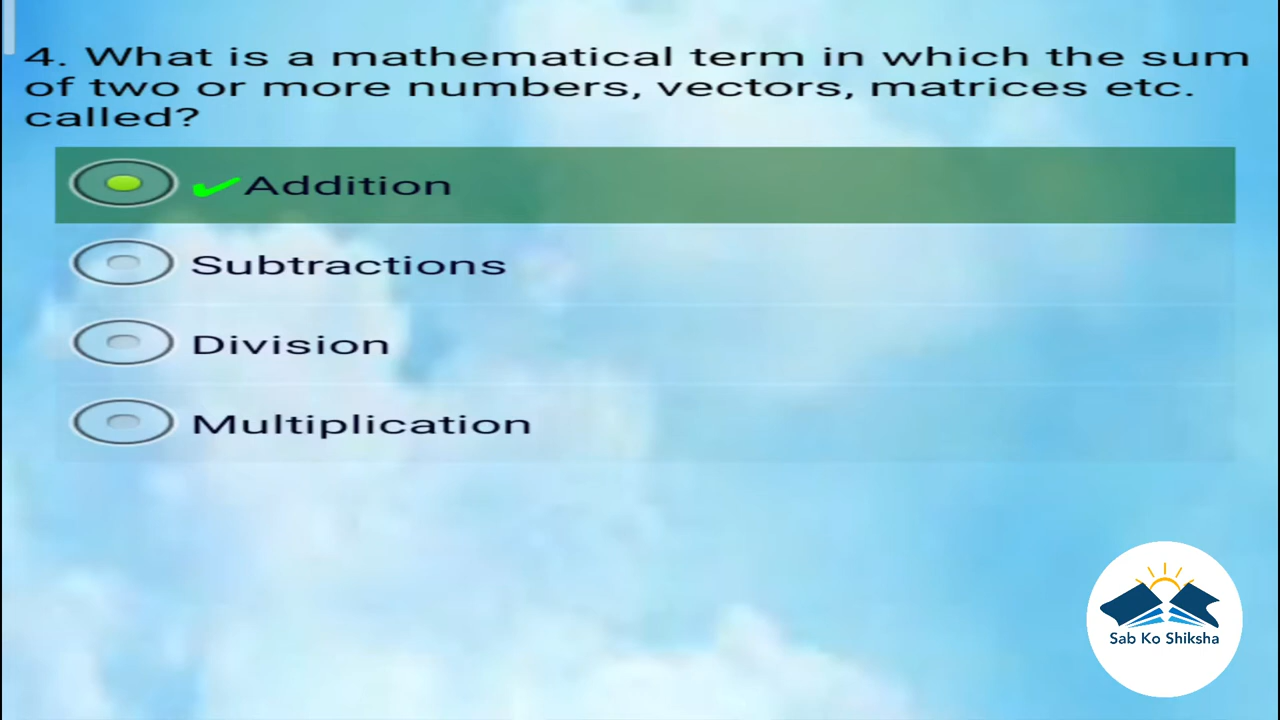 4. What is a mathematical term in which the sum
of two or more numbers, vectors, matrices etc.
called?
Addition
Subtractions
Division
Multiplication
Sab Ko Shiksha